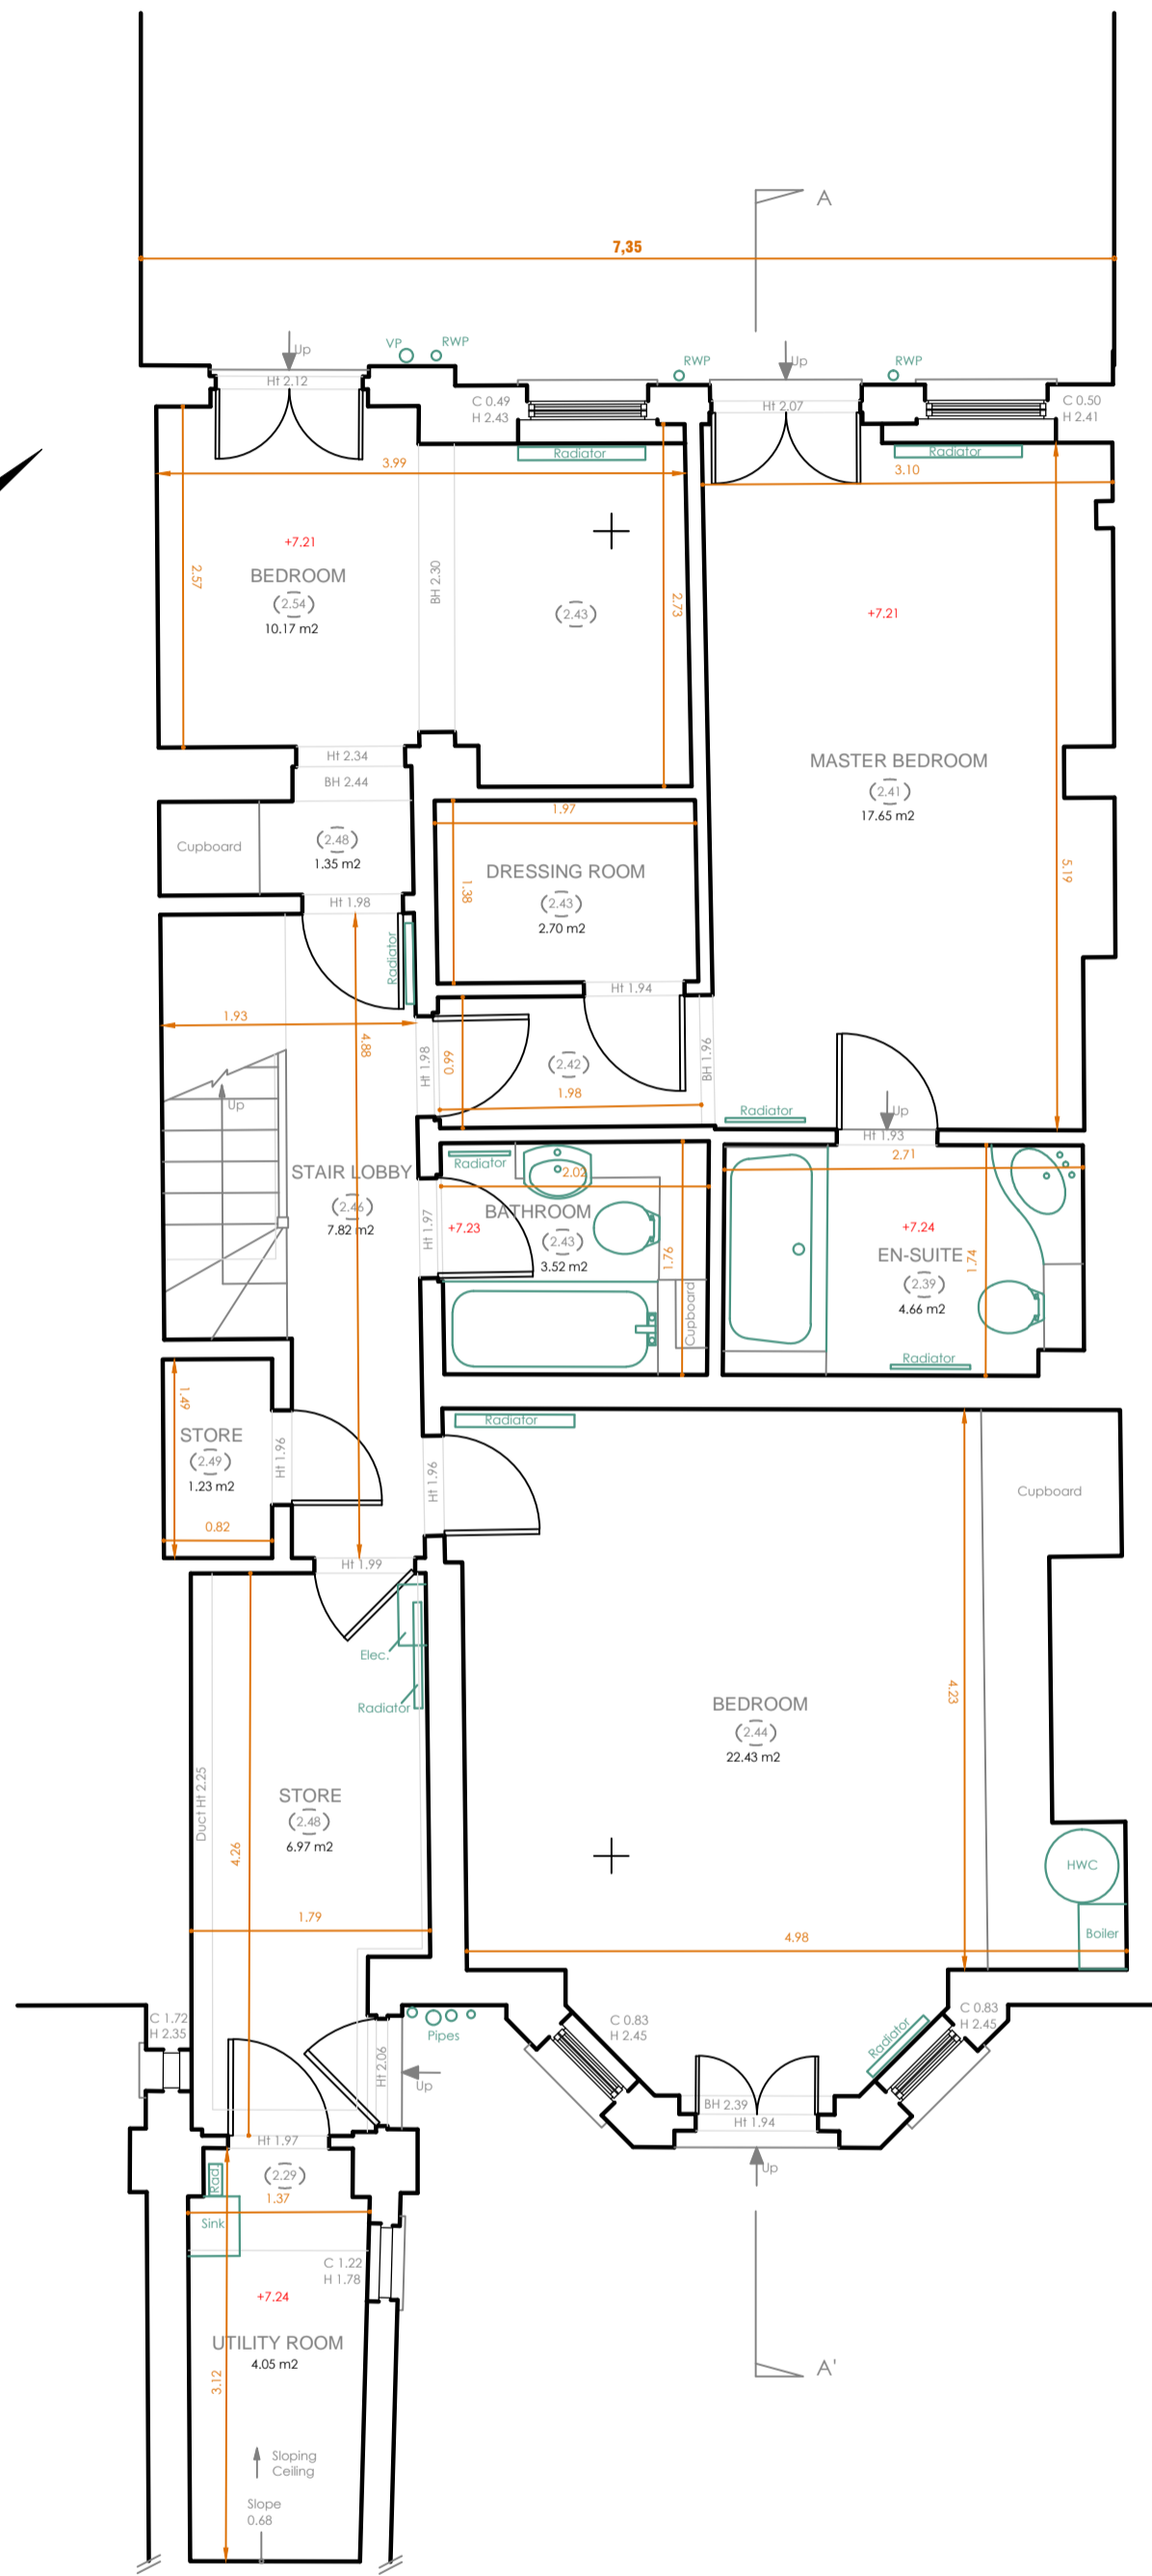 A
7,35
Up
VP
RWP
RWP
Up
RWP
Ht 2.12
C 0.49
H 2.43
Ht 2.07
C 0.50
H 2.41
3.99
Radiator
Radiator
3.10
+7.21
BEDROOM
(2.54)
10.17 m2
2.57
BH 2.30
(2.43)
2.73
+7.21
Ht 2.34
BH 2.44
MASTER BEDROOM
(2.41)
17.65 m2
5.19
Cupboard
(2.48)
1.35 m2
1.97
DRESSING ROOM
(2.43)
2.70 m2
1.38
Ht 1.98
Radiator
Ht 1.94
1.93
4.88
Ht 1.98
0.99
(2.42)
1.98
BH 1.96
Up
Radiator
Up
Ht 1.93
2.71
STAIR LOBBY
(2.46)
7.82 m2
Radiator
2.02
BATHROOM
+7.23
(2.43)
3.52 m2
Ht 1.97
1.76
Cupboard
+7.24
EN-SUITE
(2.39)
4.66 m2
1.74
Radiator
1.49
STORE
(2.49)
1.23 m2
0.82
Ht 1.96
Ht 1.96
Radiator
Cupboard
Ht 1.99
Elec.
Radiator
Duct Ht 2.25
STORE
(2.48)
6.97 m2
4.26
1.79
BEDROOM
(2.44)
22.43 m2
4.23
HWC
Boiler
4.98
C 1.72
H 2.35
Pipes
Ht 2.06
Up
C 0.83
H 2.45
Radiator
C 0.83
H 2.45
BH 2.39
Ht 1.94
Up
Ht 1.97
Rad.
(2.29)
1.37
Sink
C 1.22
H 1.78
+7.24
UTILITY ROOM
4.05 m2
3.12
A'
Sloping
Ceiling
Slope
0.68